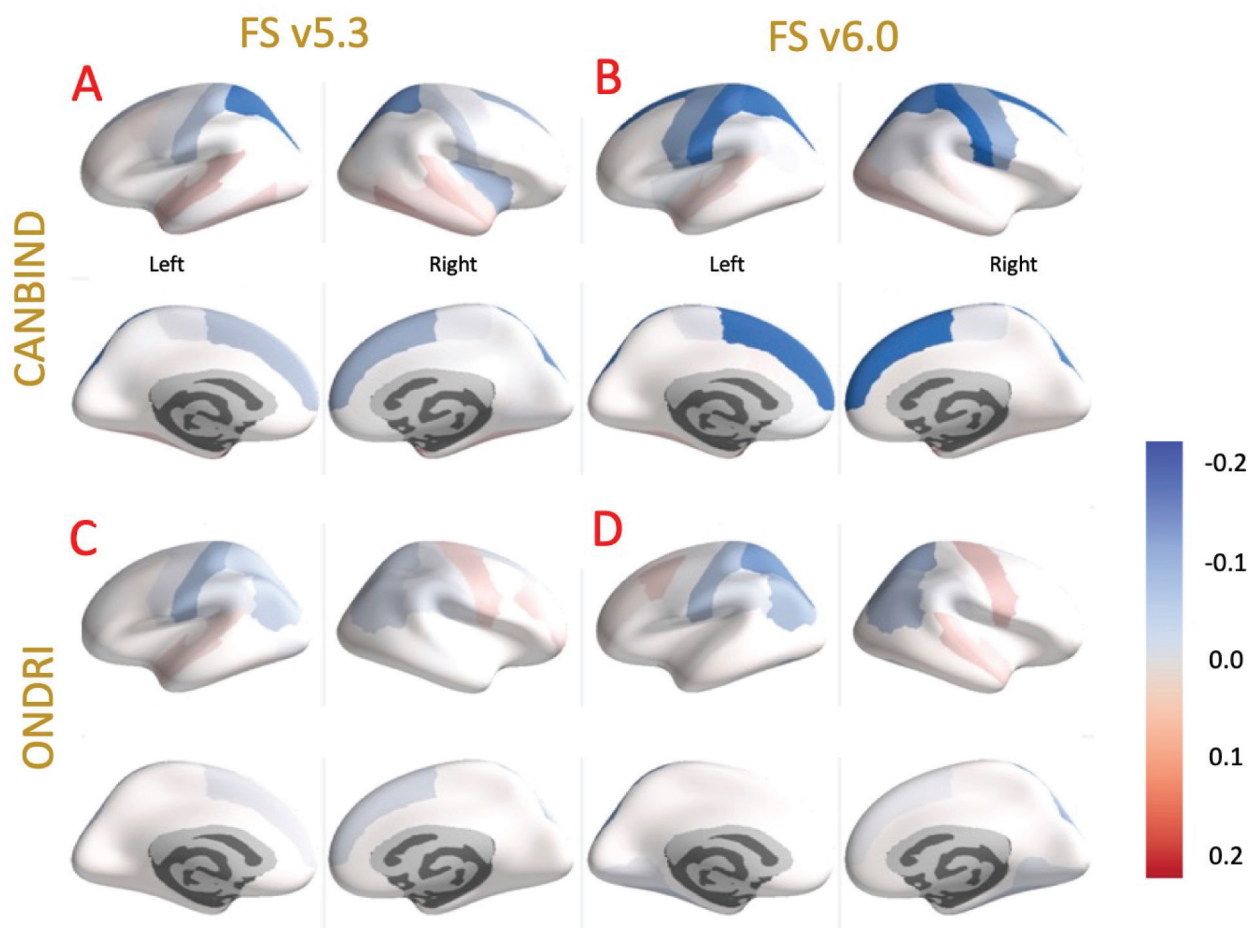 FS v5.3
FS v6.0
CANBIND
A
B
Left
Right
Left
Right
ONDRI
C
D
-0.2
-0.1
0.0
0.1
0.2